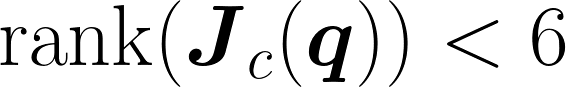 rank(𝑱_c(𝒒)) < 6